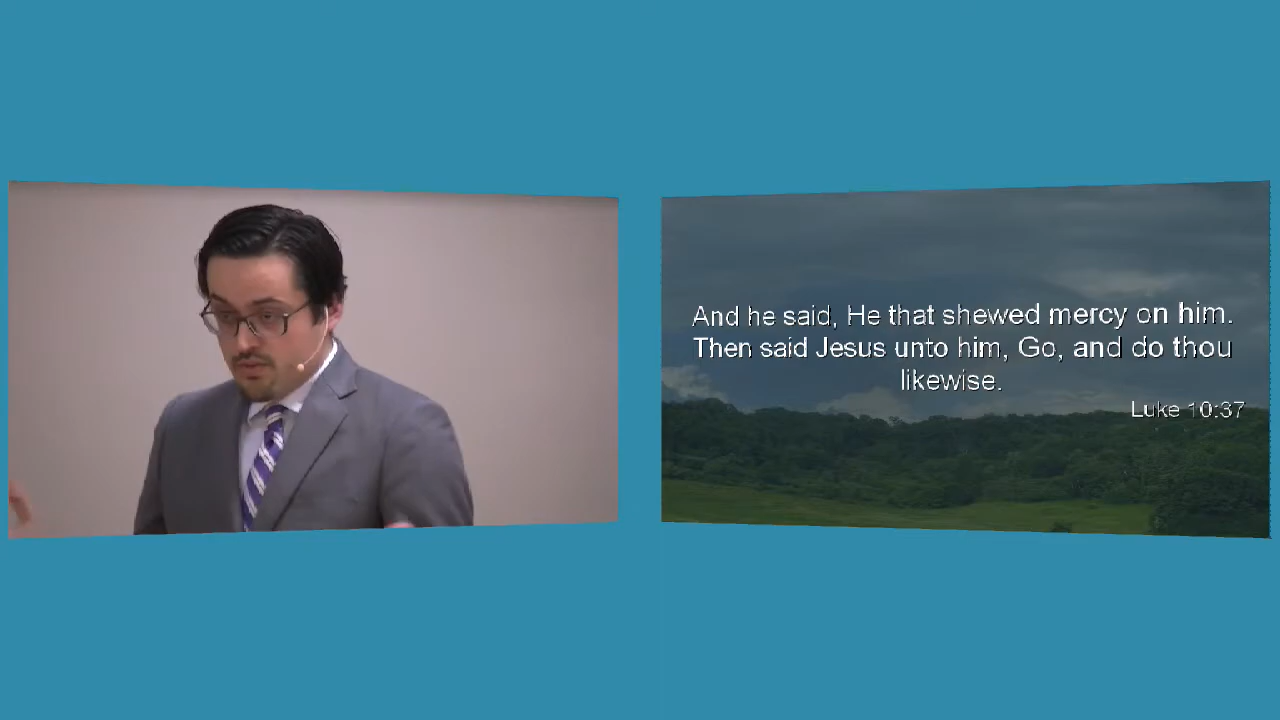 And he said, He that shewed mercy on him.
Then said Jesus unto him, Go, and do thou
likewise.
Luke 10:37